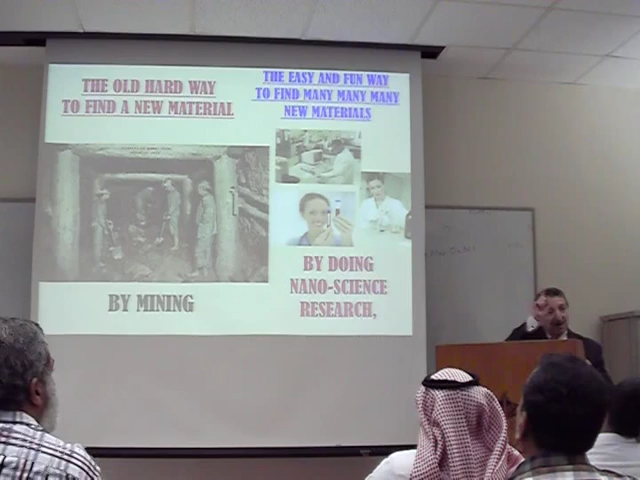 THE OLD HARD WAY
TO FIND A NEW MATERIAL
BY MINING
THE EASY AND FUN WAY
TO FIND MANY MANY MANY
NEW MATERIALS
BY DOING
NANO-SCIENCE
RESEARCH,